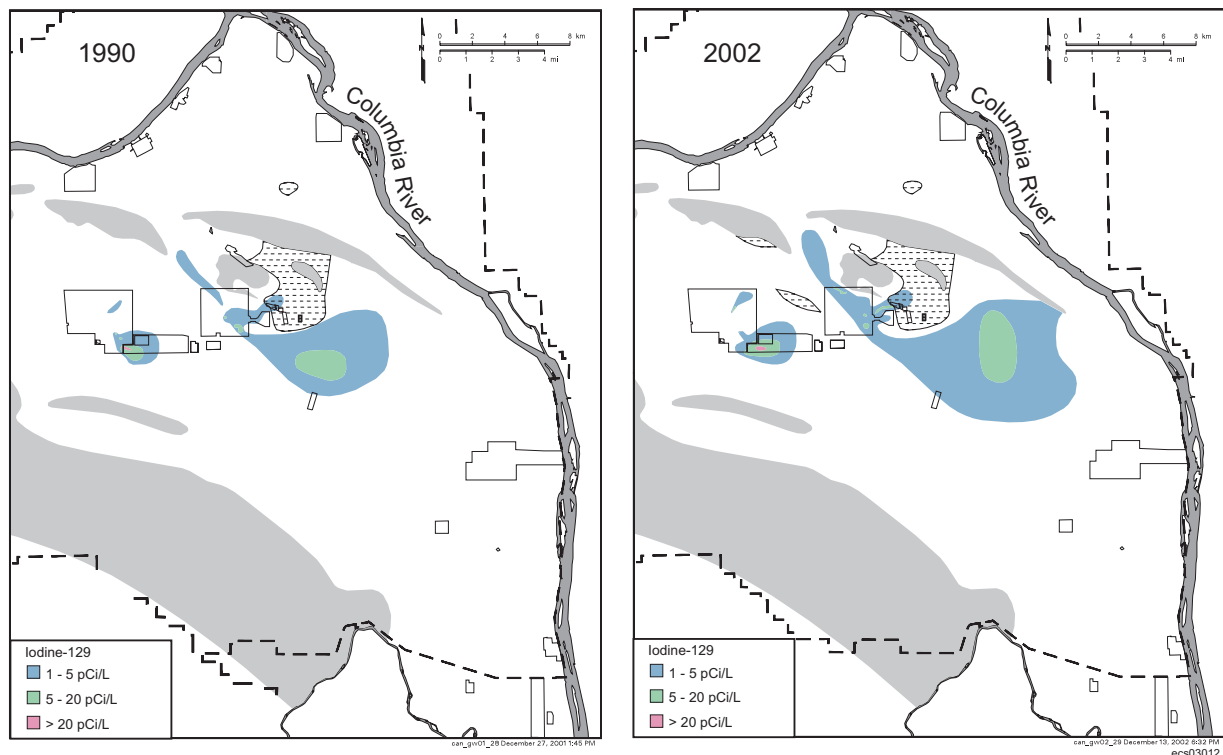 1990
0 2 4 6 8 km
0 1 2 3 4 mi
N
Columbia River
Iodine-129
1 - 5 pCi/L
5 - 20 pCi/L
> 20 pCi/L
can_gw01_28 December 27, 2001 1:45 PM
2002
0 2 4 6 8 km
0 1 2 3 4 mi
N
Columbia River
Iodine-129
1 - 5 pCi/L
5 - 20 pCi/L
> 20 pCi/L
can_gw02_29 December 13, 2002 6:32 PM
ecs03012